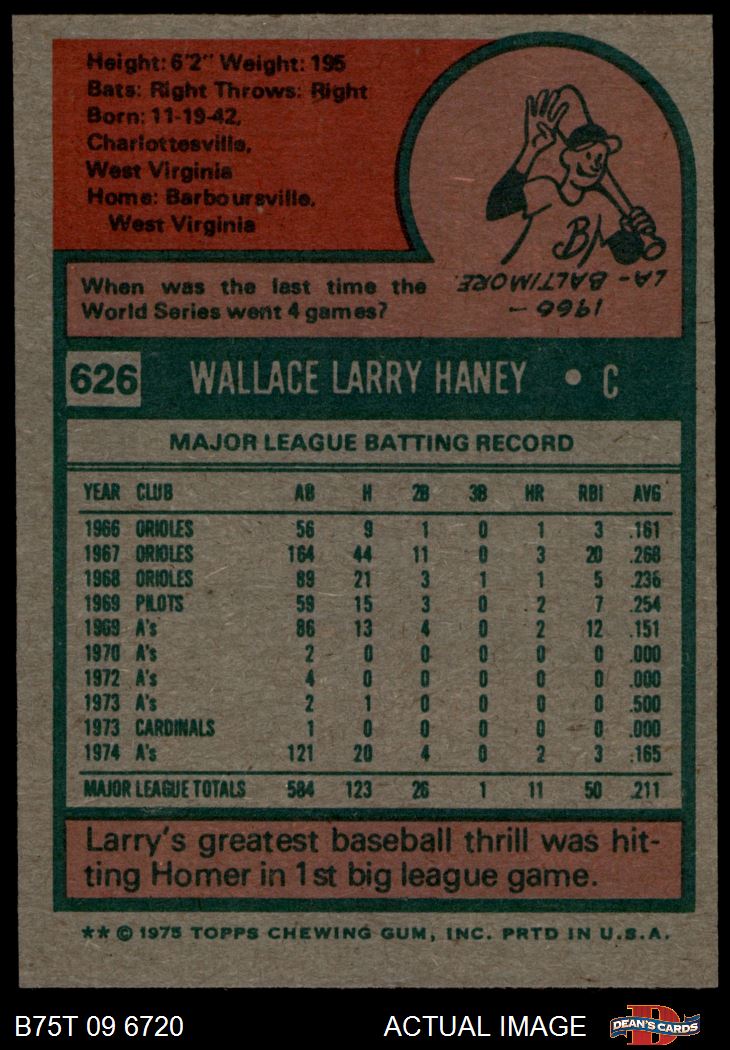 Height: 6'2" Weight: 195
Bats: Right Throws: Right
Born: 11-19-42,
Charlottesville,
West Virginia
Home: Barboursville,
West Virginia
When was the last time the
World Series went 4 games?
1966 -
LA - BALTIMORE.
B
626 WALLACE LARRY HANEY • C
MAJOR LEAGUE BATTING RECORD
YEAR CLUB AB H 2B 3B HR RBI AVG
1966 ORIOLES 56 9 1 0 1 3 .161
1967 ORIOLES 164 44 11 0 3 20 .268
1968 ORIOLES 89 21 3 1 1 5 .236
1969 PILOTS 59 15 3 0 2 7 .254
1969 A's 86 13 4 0 2 12 .151
1970 A's 2 0 0 0 0 0 .000
1972 A's 4 0 0 0 0 0 .000
1973 A's 2 1 0 0 0 0 .500
1973 CARDINALS 1 0 0 0 0 0 .000
1974 A's 121 20 4 0 2 3 .165
MAJOR LEAGUE TOTALS 584 123 26 1 11 50 .211
Larry's greatest baseball thrill was hit-
ting Homer in 1st big league game.
** © 1975 TOPPS CHEWING GUM, INC. PRTD IN U.S.A.
B75T 09 6720 ACTUAL IMAGE D DEAN'S CARDS